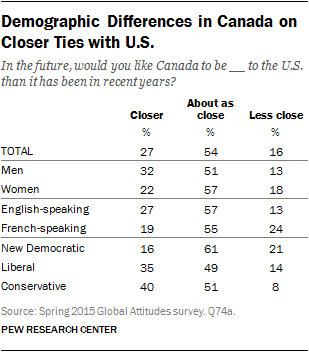 Demographic Differences in Canada on
Closer Ties with U.S.
In the future, would you like Canada to be __ to the U.S.
than it has been in recent years?
Closer About as close Less close
% % %
TOTAL 27 54 16
Men 32 51 13
Women 22 57 18
English-speaking 27 57 13
French-speaking 19 55 24
New Democratic 16 61 21
Liberal 35 49 14
Conservative 40 51 8
Source: Spring 2015 Global Attitudes survey. Q74a.
PEW RESEARCH CENTER